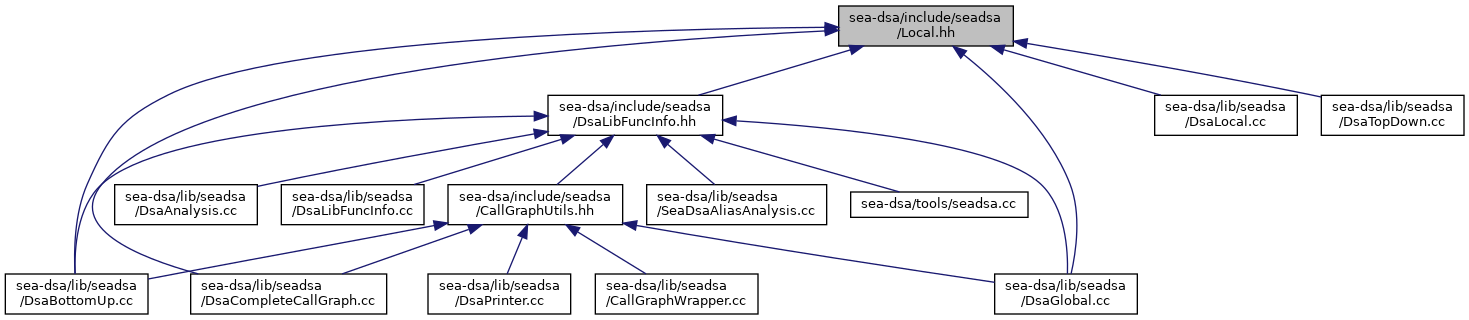 sea-dsa/include/seadsa
/Local.hh
sea-dsa/include/seadsa
/DsaLibFuncInfo.hh
sea-dsa/lib/seadsa
/DsaLocal.cc
sea-dsa/lib/seadsa
/DsaTopDown.cc
sea-dsa/lib/seadsa
/DsaAnalysis.cc
sea-dsa/lib/seadsa
/DsaLibFuncInfo.cc
sea-dsa/include/seadsa
/CallGraphUtils.hh
sea-dsa/lib/seadsa
/SeaDsaAliasAnalysis.cc
sea-dsa/tools/seadsa.cc
sea-dsa/lib/seadsa
/DsaBottomUp.cc
sea-dsa/lib/seadsa
/DsaCompleteCallGraph.cc
sea-dsa/lib/seadsa
/DsaPrinter.cc
sea-dsa/lib/seadsa
/CallGraphWrapper.cc
sea-dsa/lib/seadsa
/DsaGlobal.cc